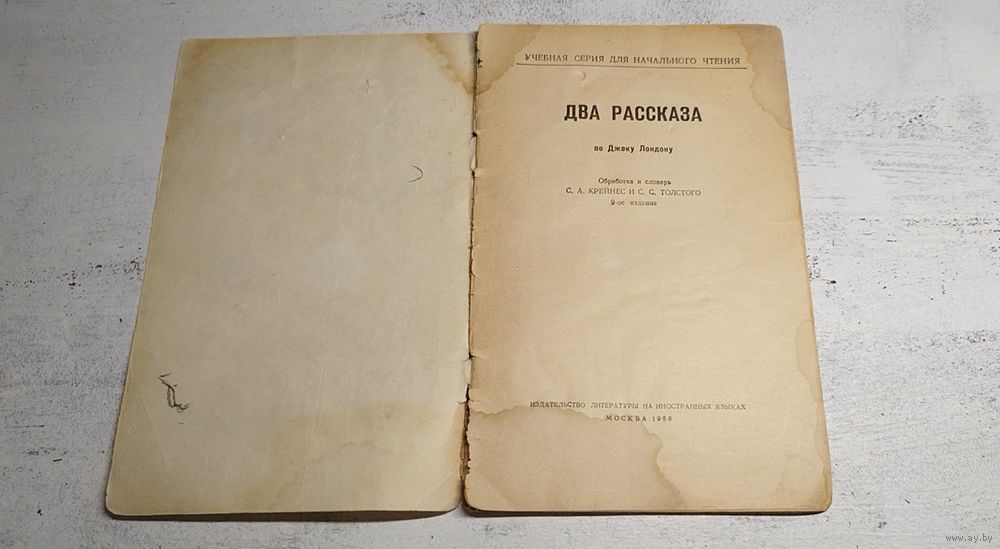 УЧЕБНАЯ СЕРИЯ ДЛЯ НАЧАЛЬНОГО ЧТЕНИЯ
ДВА РАССКАЗА
по Джеку Лондону
Обработка и словарь
С. А. КРЕЙНЕС И С. С. ТОЛСТОГО
9-ое издание
ИЗДАТЕЛЬСТВО ЛИТЕРАТУРЫ НА ИНОСТРАННЫХ ЯЗЫКАХ
МОСКВА 1960
www.ay.by